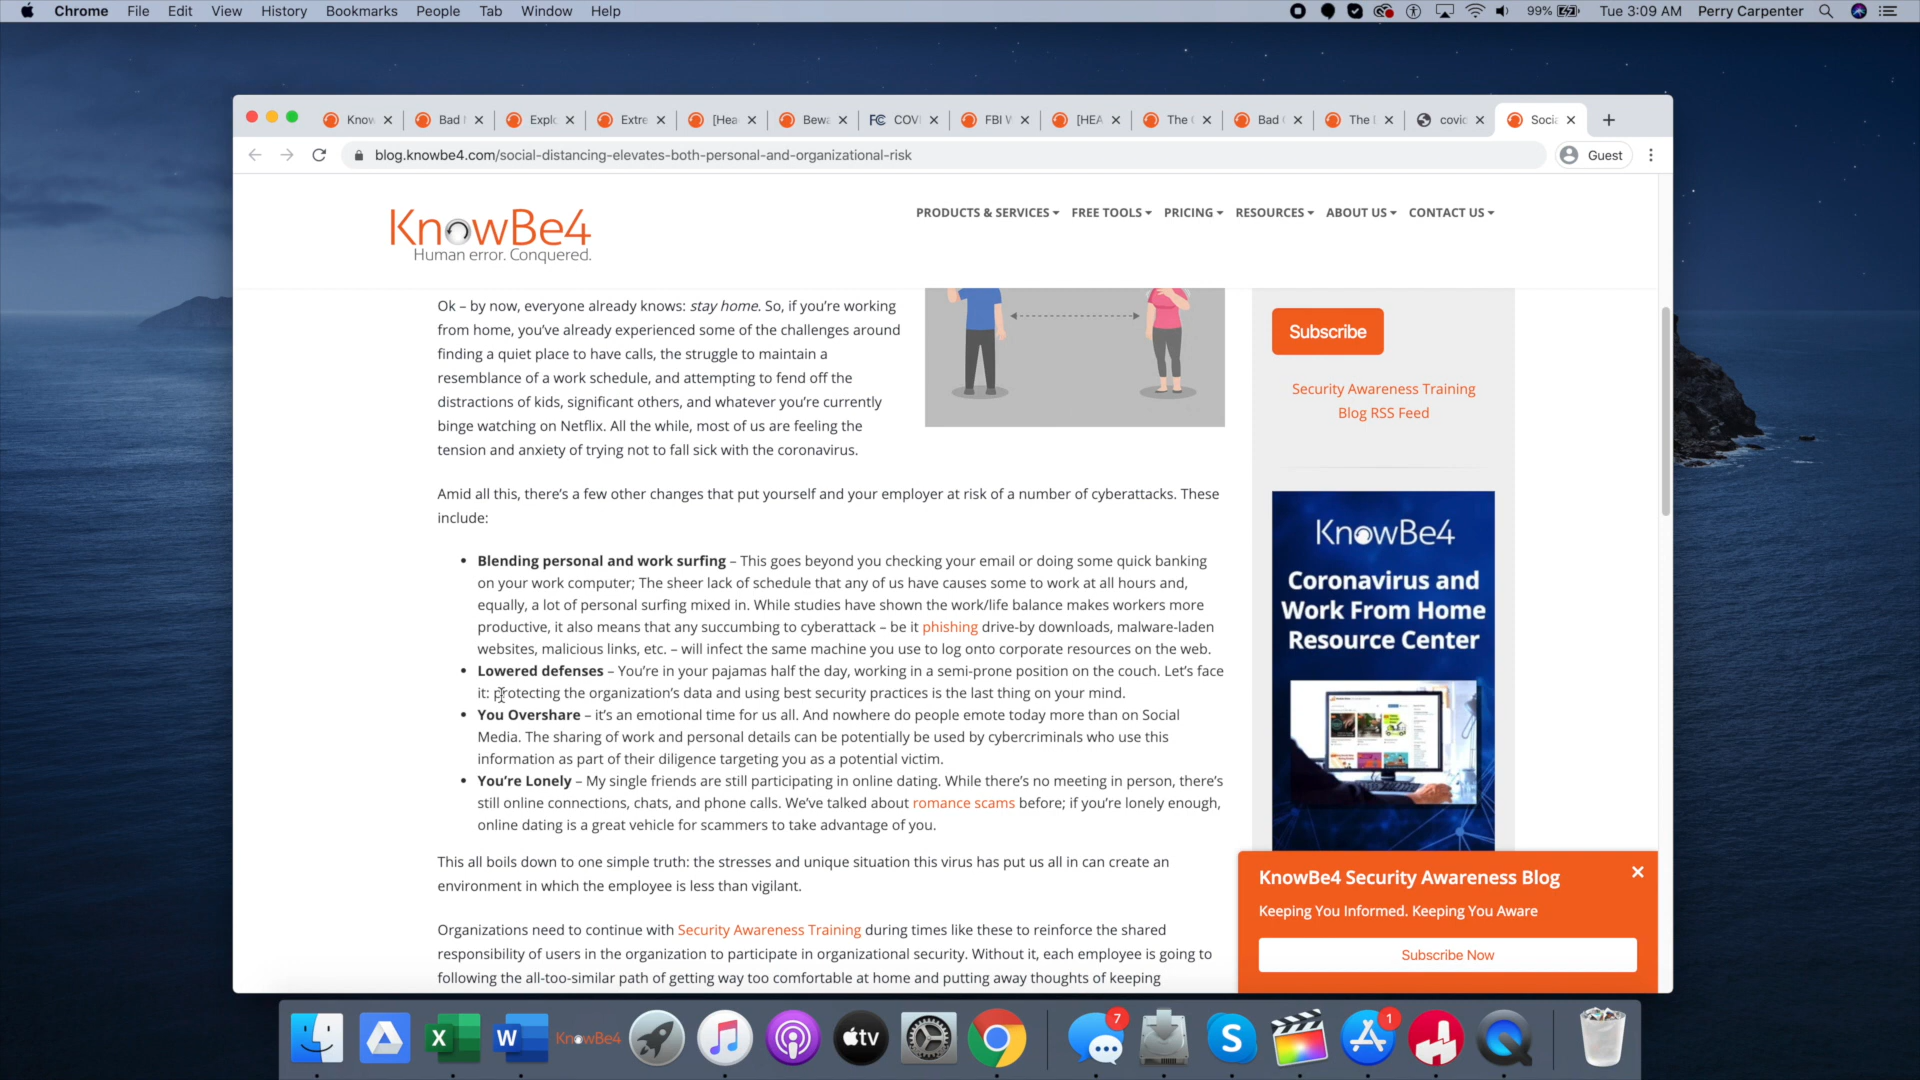 Chrome File Edit View History Bookmarks People Tab Window Help
99% Tue 3:09 AM Perry Carpenter
Know Bad Explo Extre [Hea Bewa FC COVI FBI W [HEA The Bad The covic Socia
blog.knowbe4.com/social-distancing-elevates-both-personal-and-organizational-risk
Guest
KnowBe4
Human error. Conquered.
PRODUCTS & SERVICES FREE TOOLS PRICING RESOURCES ABOUT US CONTACT US
Ok – by now, everyone already knows: stay home. So, if you're working
from home, you've already experienced some of the challenges around
finding a quiet place to have calls, the struggle to maintain a
resemblance of a work schedule, and attempting to fend off the
distractions of kids, significant others, and whatever you're currently
binge watching on Netflix. All the while, most of us are feeling the
tension and anxiety of trying not to fall sick with the coronavirus.
Amid all this, there's a few other changes that put yourself and your employer at risk of a number of cyberattacks. These
include:
• Blending personal and work surfing – This goes beyond you checking your email or doing some quick banking
on your work computer; The sheer lack of schedule that any of us have causes some to work at all hours and,
equally, a lot of personal surfing mixed in. While studies have shown the work/life balance makes workers more
productive, it also means that any succumbing to cyberattack – be it phishing drive-by downloads, malware-laden
websites, malicious links, etc. – will infect the same machine you use to log onto corporate resources on the web.
• Lowered defenses – You're in your pajamas half the day, working in a semi-prone position on the couch. Let's face
it: protecting the organization's data and using best security practices is the last thing on your mind.
• You Overshare – it's an emotional time for us all. And nowhere do people emote today more than on Social
Media. The sharing of work and personal details can be potentially be used by cybercriminals who use this
information as part of their diligence targeting you as a potential victim.
• You're Lonely – My single friends are still participating in online dating. While there's no meeting in person, there's
still online connections, chats, and phone calls. We've talked about romance scams before; if you're lonely enough,
online dating is a great vehicle for scammers to take advantage of you.
This all boils down to one simple truth: the stresses and unique situation this virus has put us all in can create an
environment in which the employee is less than vigilant.
Organizations need to continue with Security Awareness Training during times like these to reinforce the shared
responsibility of users in the organization to participate in organizational security. Without it, each employee is going to
following the all-too-similar path of getting way too comfortable at home and putting away thoughts of keeping
Subscribe
Security Awareness Training
Blog RSS Feed
KnowBe4
Coronavirus and
Work From Home
Resource Center
KnowBe4 Security Awareness Blog
Keeping You Informed. Keeping You Aware
Subscribe Now
X W KnowBe4 tv 7 S 1